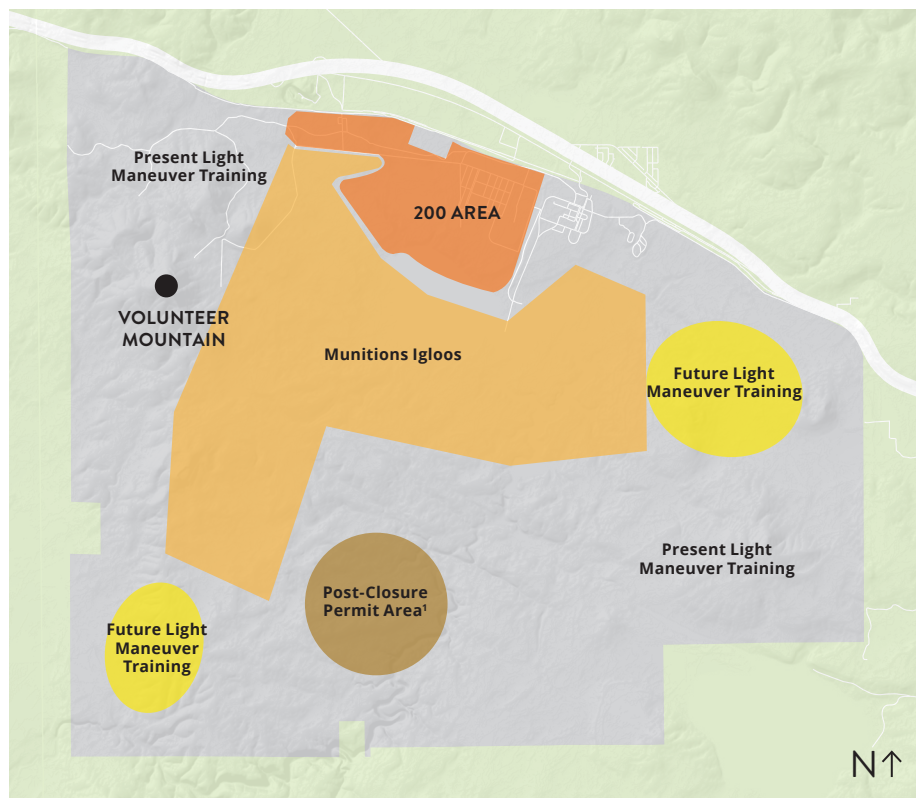 Present Light
Maneuver Training
200 AREA
VOLUNTEER
MOUNTAIN
Munitions Igloos
Future Light
Maneuver Training
Present Light
Maneuver Training
Post-Closure
Permit Area¹
Future Light
Maneuver
Training
N↑